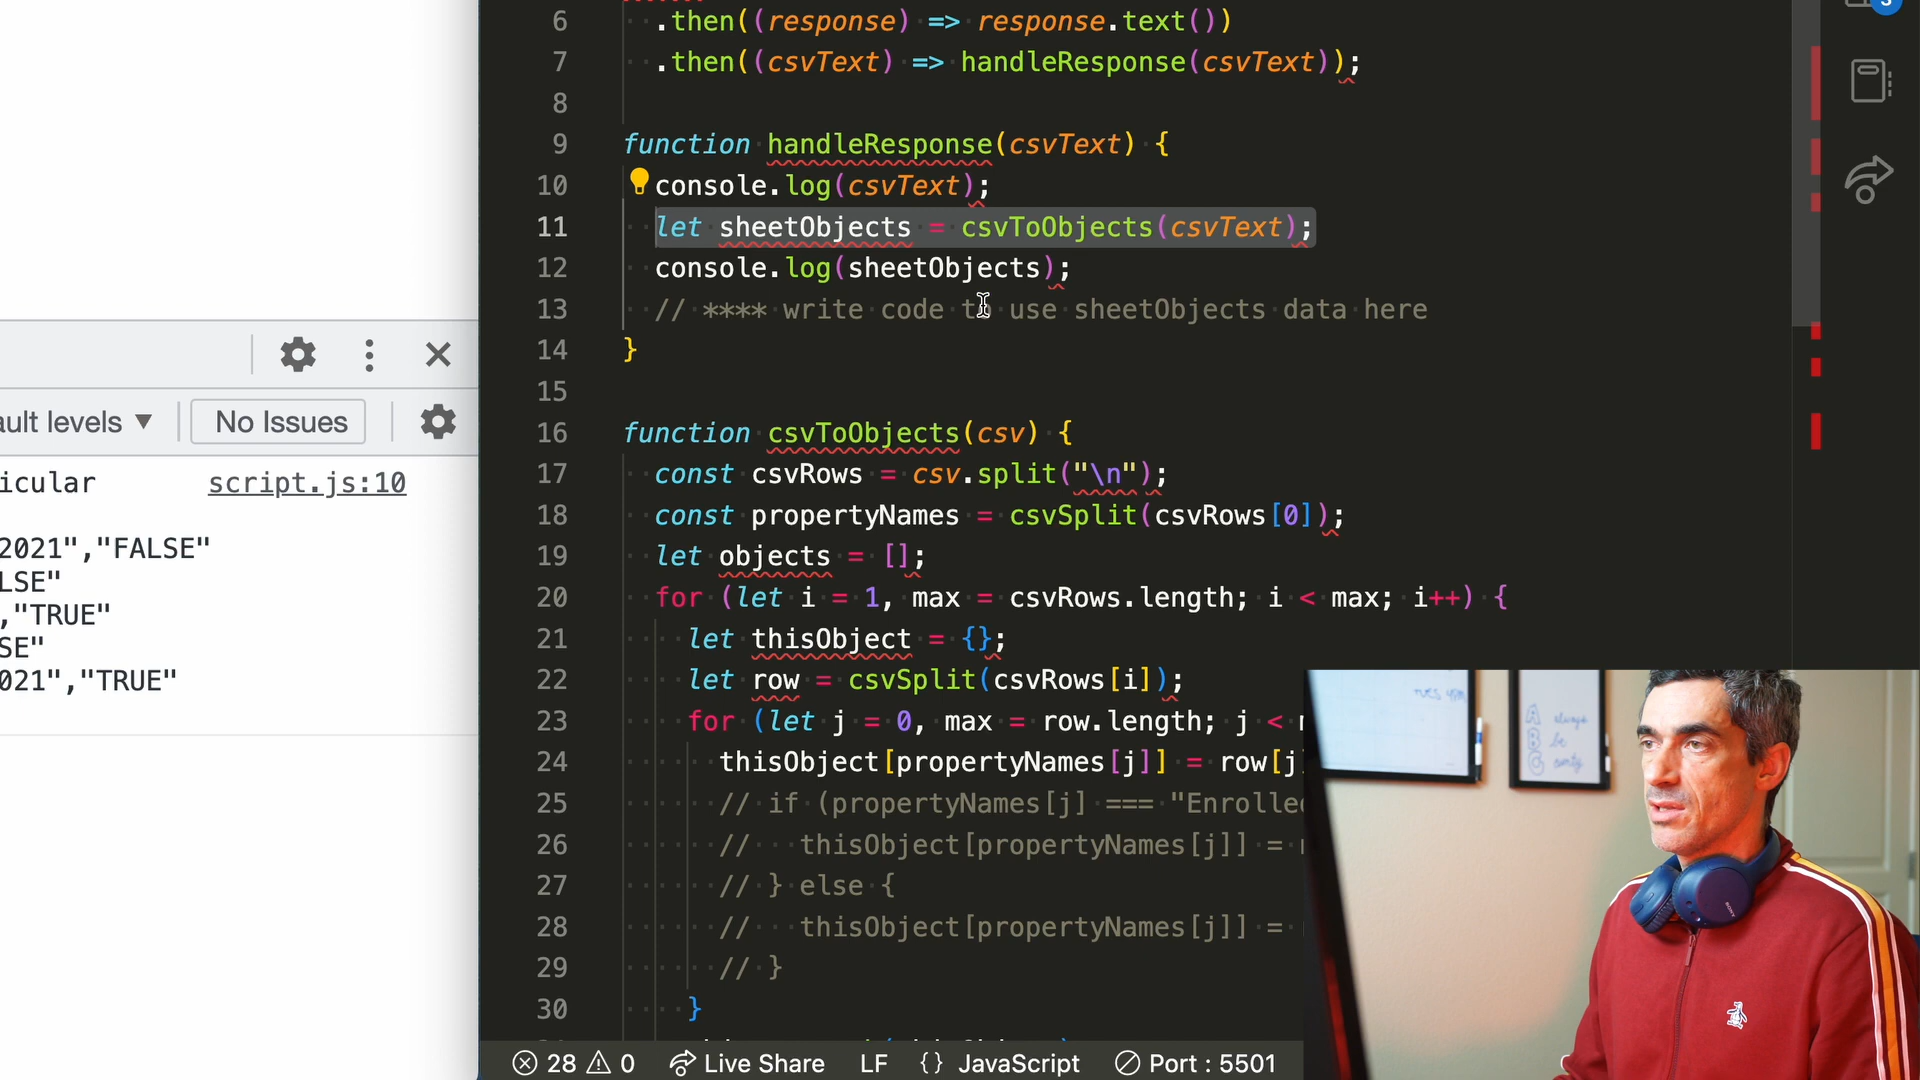 6 .then((response) => response.text())
7 .then((csvText) => handleResponse(csvText));
8
9 function handleResponse(csvText) {
10 console.log(csvText);
11 let sheetObjects = csvToObjects(csvText);
12 console.log(sheetObjects);
13 // **** write code to use sheetObjects data here
14 }
15
16 function csvToObjects(csv) {
17 const csvRows = csv.split("\n");
18 const propertyNames = csvSplit(csvRows[0]);
19 let objects = [];
20 for (let i = 1, max = csvRows.length; i < max; i++) {
21 let thisObject = {};
22 let row = csvSplit(csvRows[i]);
23 for (let j = 0, max = row.length; j <
24 thisObject[propertyNames[j]] = row[j]
25 // if (propertyNames[j] === "Enrolled
26 // thisObject[propertyNames[j]] =
27 // } else {
28 // thisObject[propertyNames[j]] =
29 // }
30 }
ault levels ▼ No Issues
icular script.js:10
2021","FALSE"
LSE"
,"TRUE"
SE"
021","TRUE"
28 0 Live Share LF {} JavaScript Port : 5501
3
A always
B be
SONY